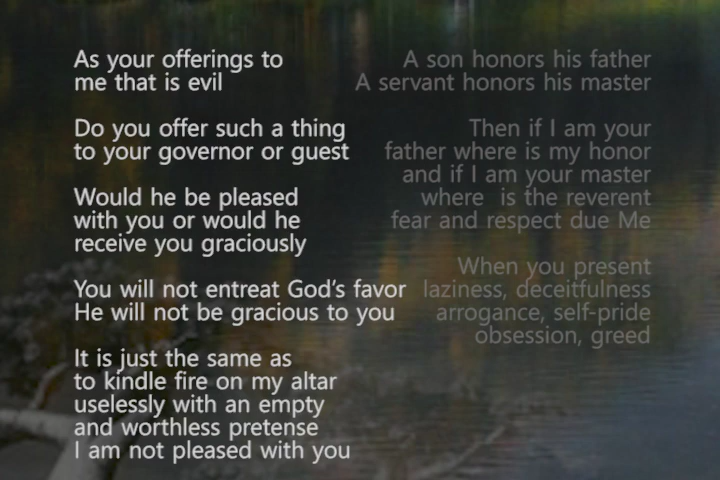 As your offerings to
me that is evil
Do you offer such a thing
to your governor or guest
Would he be pleased
with you or would he
receive you graciously
You will not entreat God's favor
He will not be gracious to you
It is just the same as
to kindle fire on my altar
uselessly with an empty
and worthless pretense
I am not pleased with you
A son honors his father
A servant honors his master
Then if I am your
father where is my honor
and if I am your master
where is the reverent
fear and respect due Me
When you present
laziness, deceitfulness
arrogance, self-pride
obsession, greed